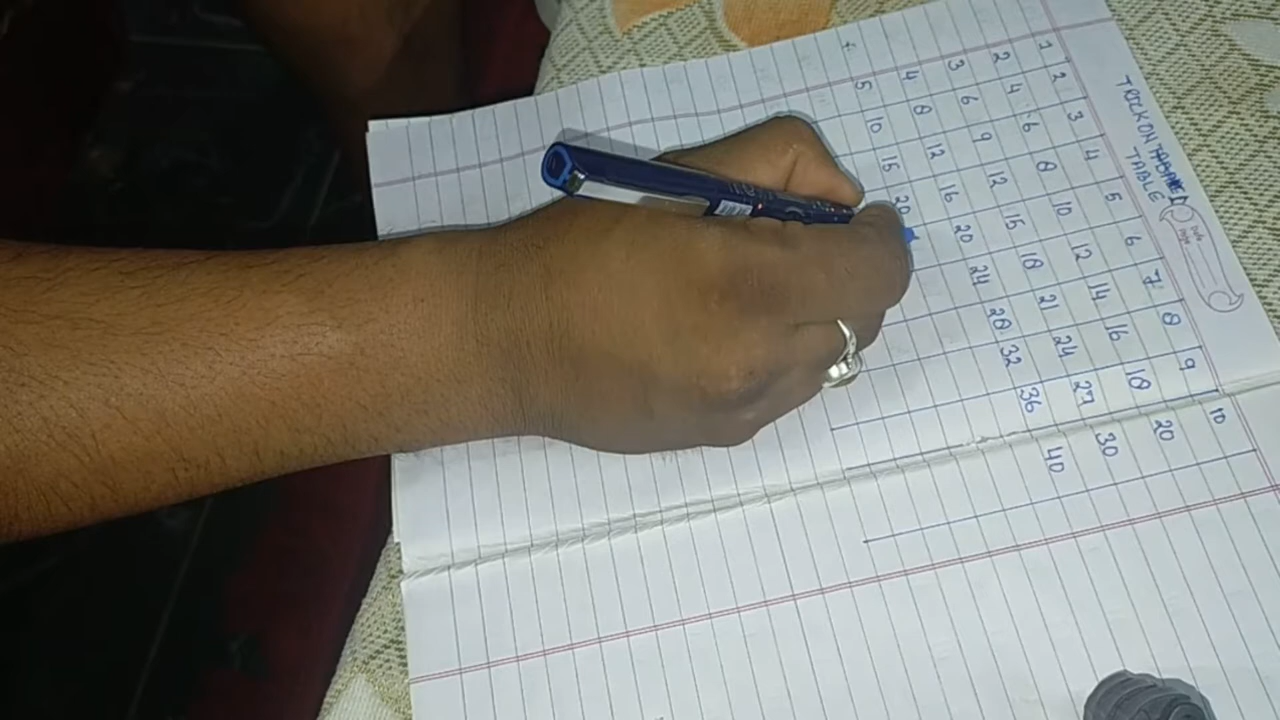 TRICK ON
TABLE
1 2 3 4 5 6 7 8 9 10
2 4 6 8 10 12 14 16 18 20
3 6 9 12 15 18 21 24 27 30
4 8 12 16 20 24 28 32 36 40
5 10 15 20